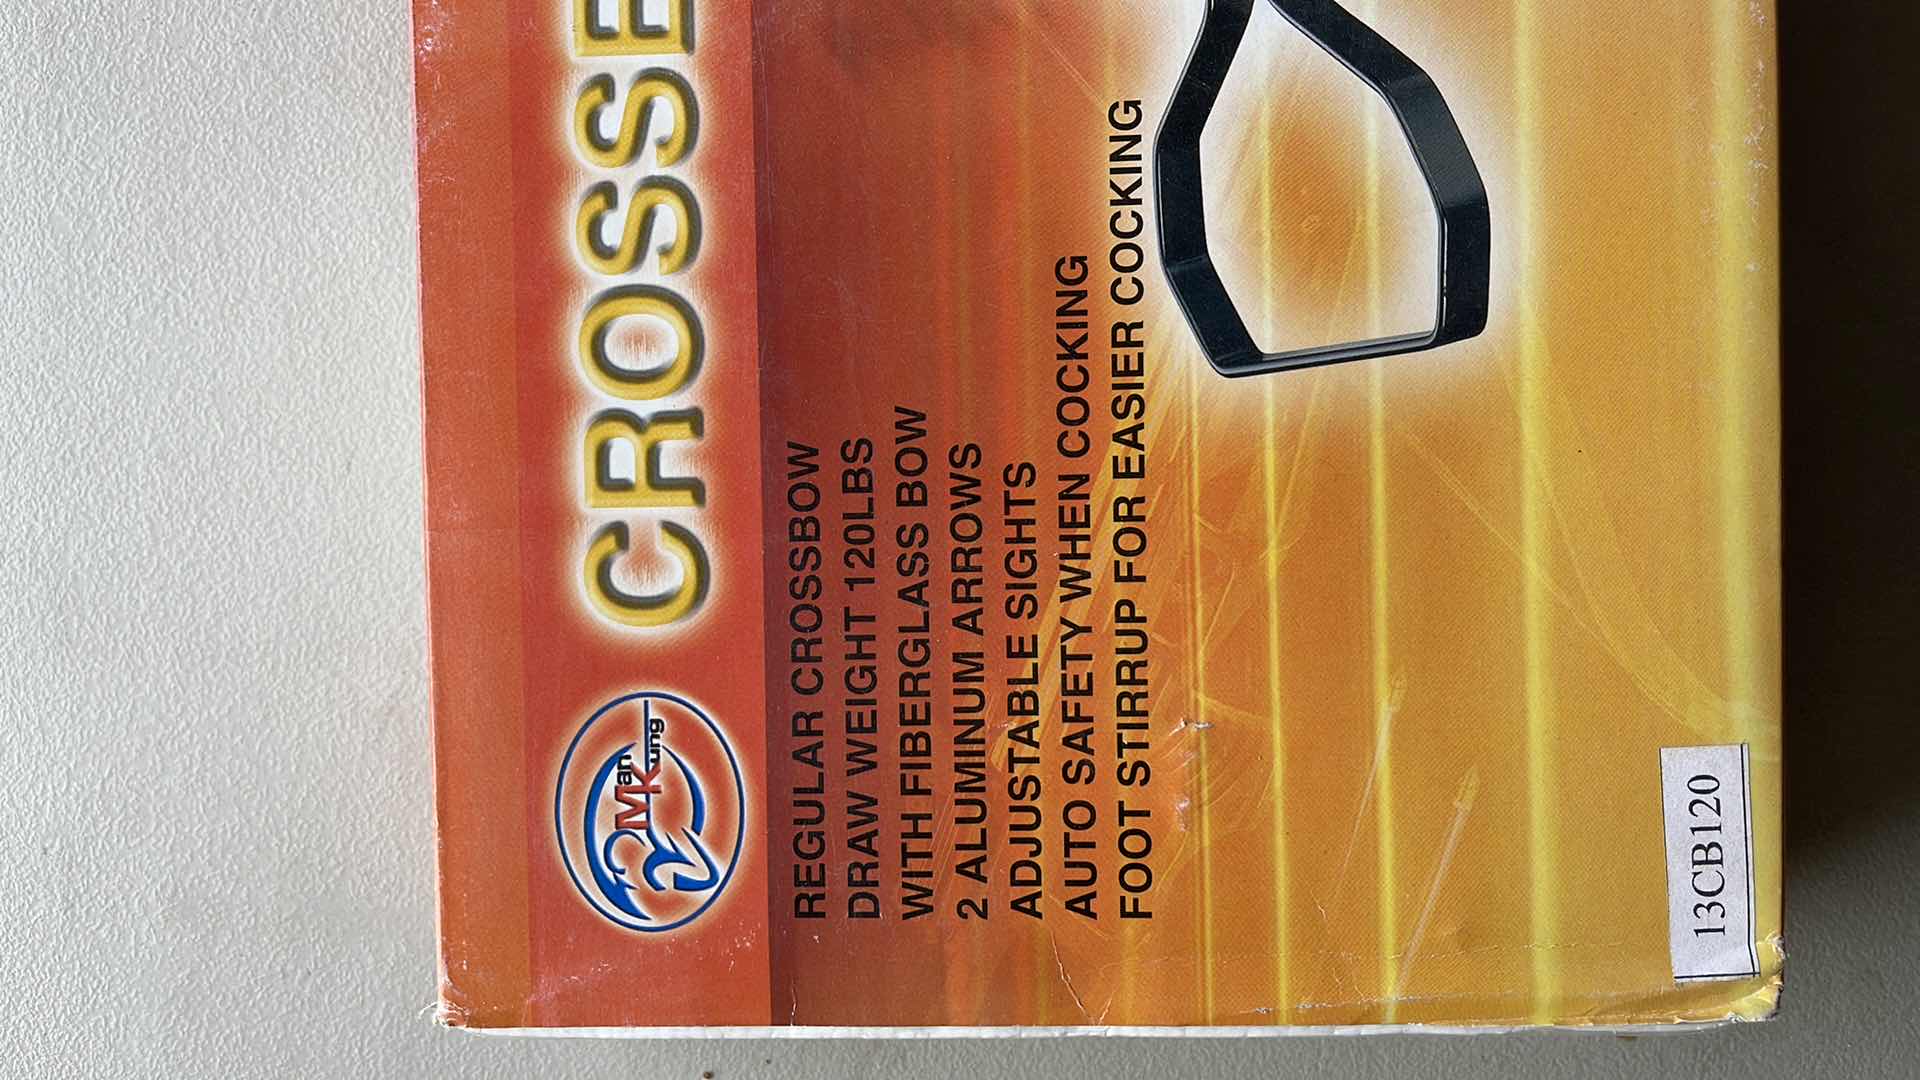 CROSSE
Man
Kung
REGULAR CROSSBOW
DRAW WEIGHT 120LBS
WITH FIBERGLASS BOW
2 ALUMINUM ARROWS
ADJUSTABLE SIGHTS
AUTO SAFETY WHEN COCKING
FOOT STIRRUP FOR EASIER COCKING
13CB120